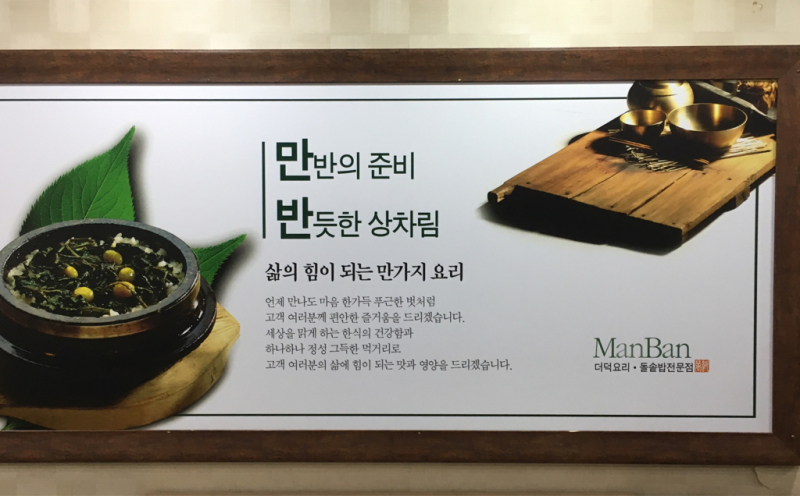 만반의 준비
반듯한 상차림
삶의 힘이 되는 만가지 요리
언제 만나도 마음 한가득 푸근한 벗처럼
고객 여러분께 편안한 즐거움을 드리겠습니다.
세상을 맑게 하는 한식의 건강함과
하나하나 정성 그득한 먹거리로
고객 여러분의 삶에 힘이 되는 맛과 영양을 드리겠습니다.
ManBan
더덕요리 • 돌솥밥전문점